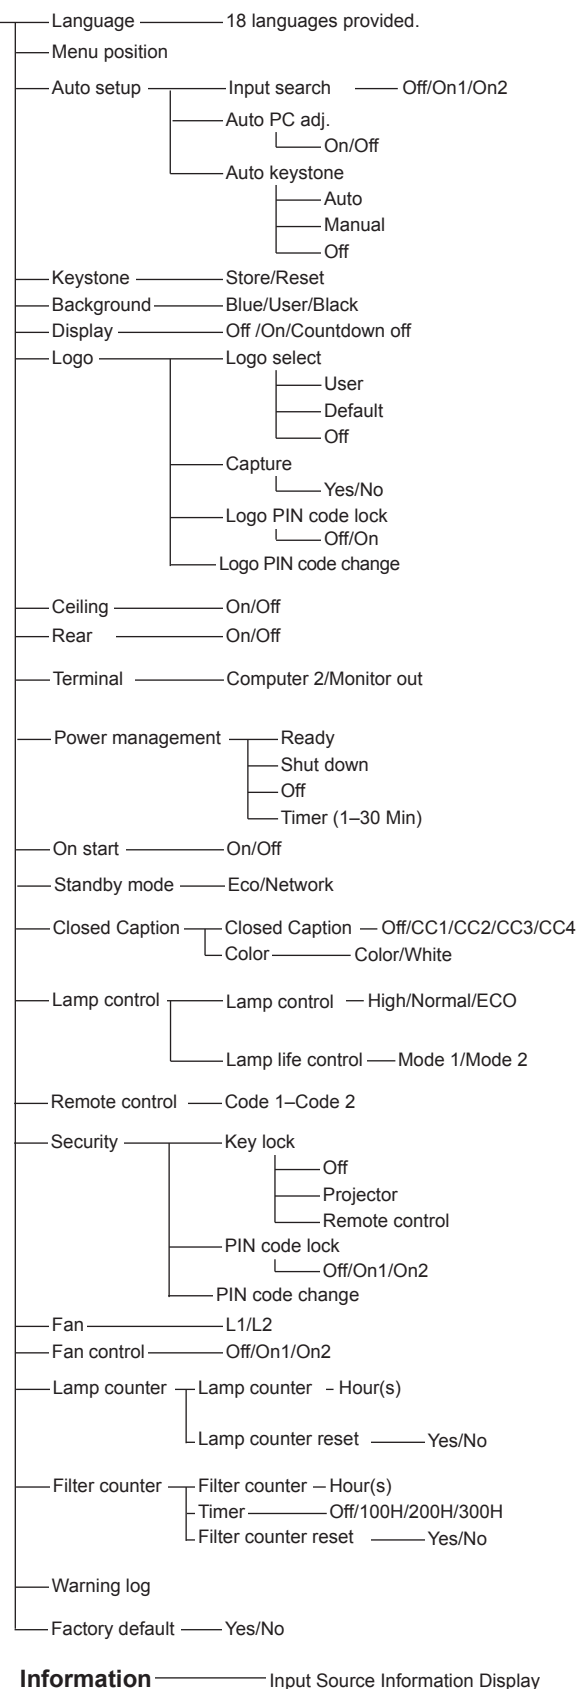 Language 18 languages provided.
Menu position
Auto setup Input search Off/On1/On2
Auto PC adj.
On/Off
Auto keystone
Auto
Manual
Off
Keystone Store/Reset
Background Blue/User/Black
Display Off /On/Countdown off
Logo Logo select
User
Default
Off
Capture
Yes/No
Logo PIN code lock
Off/On
Logo PIN code change
Ceiling On/Off
Rear On/Off
Terminal Computer 2/Monitor out
Power management Ready
Shut down
Off
Timer (1–30 Min)
On start On/Off
Standby mode Eco/Network
Closed Caption Closed Caption Off/CC1/CC2/CC3/CC4
Color Color/White
Lamp control Lamp control High/Normal/ECO
Lamp life control Mode 1/Mode 2
Remote control Code 1–Code 2
Security Key lock
Off
Projector
Remote control
PIN code lock
Off/On1/On2
PIN code change
Fan L1/L2
Fan control Off/On1/On2
Lamp counter Lamp counter Hour(s)
Lamp counter reset Yes/No
Filter counter Filter counter Hour(s)
Timer Off/100H/200H/300H
Filter counter reset Yes/No
Warning log
Factory default Yes/No
Information Input Source Information Display